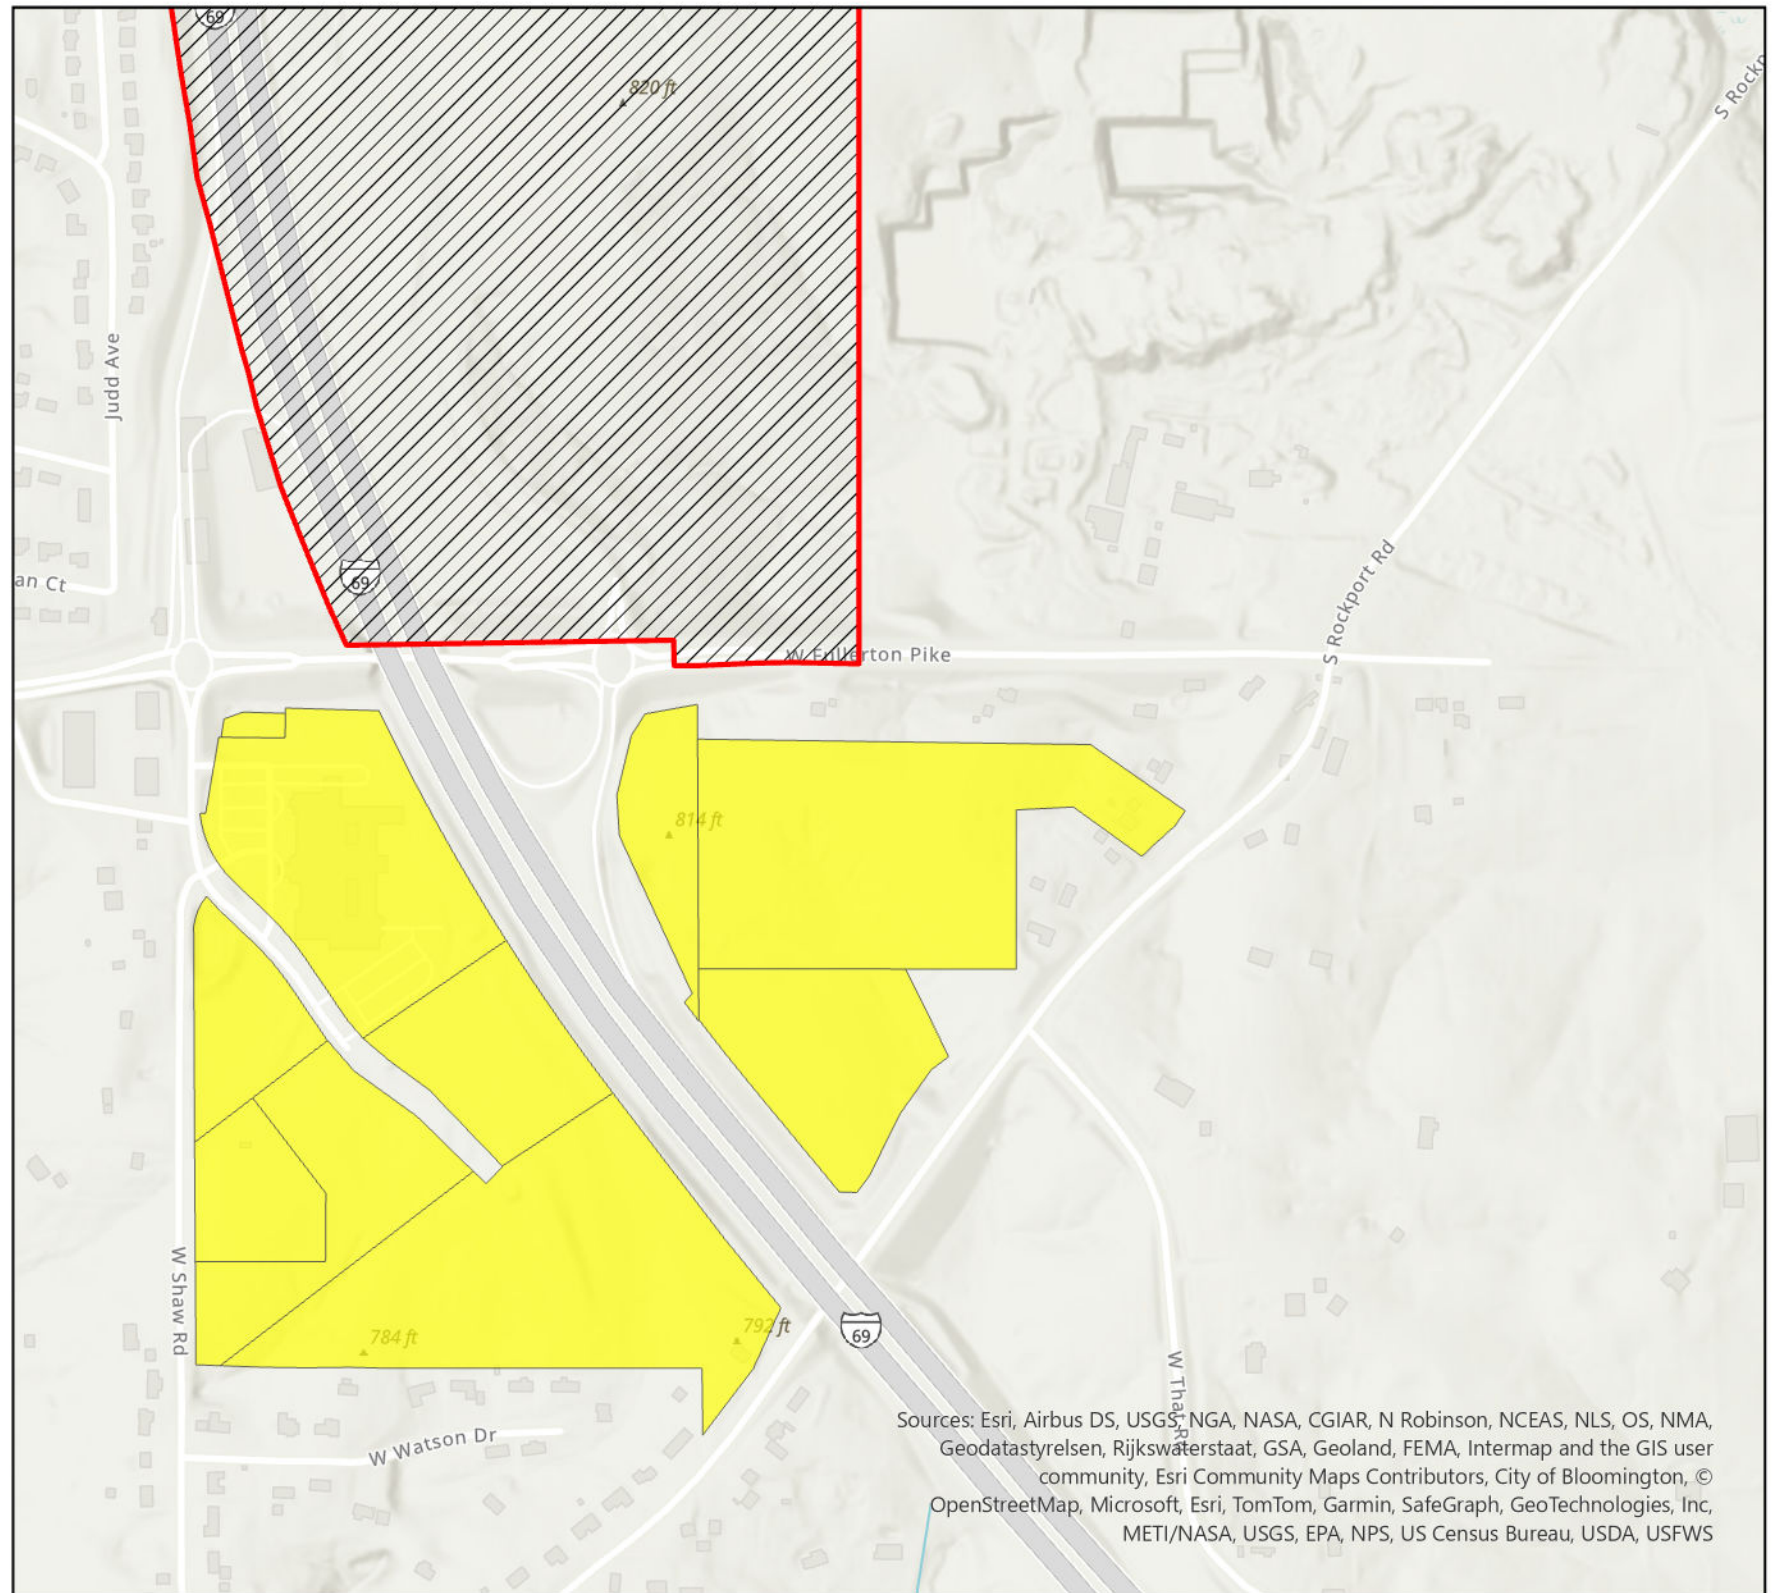 69
820 ft
S Rockp
Judd Ave
69
an Ct
S Rockport Rd
W Fullerton Pike
814 ft
W Shaw Rd
784 ft
792 ft
69
W That Rd
W Watson Dr
Sources: Esri, Airbus DS, USGS, NGA, NASA, CGIAR, N Robinson, NCEAS, NLS, OS, NMA,
Geodatastyrelsen, Rijkswaterstaat, GSA, Geoland, FEMA, Intermap and the GIS user
community, Esri Community Maps Contributors, City of Bloomington, ©
OpenStreetMap, Microsoft, Esri, TomTom, Garmin, SafeGraph, GeoTechnologies, Inc,
METI/NASA, USGS, EPA, NPS, US Census Bureau, USDA, USFWS